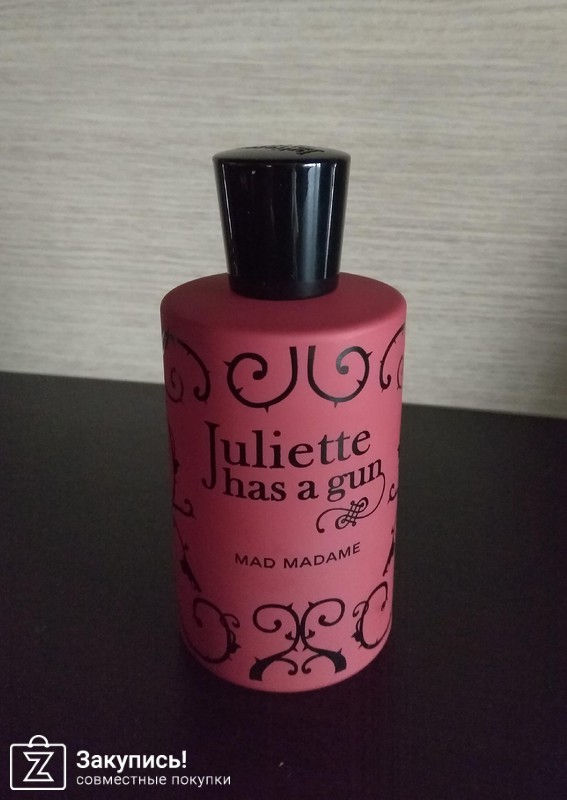 Juliette
has a gun
MAD MADAME
Закупись!
совместные покупки